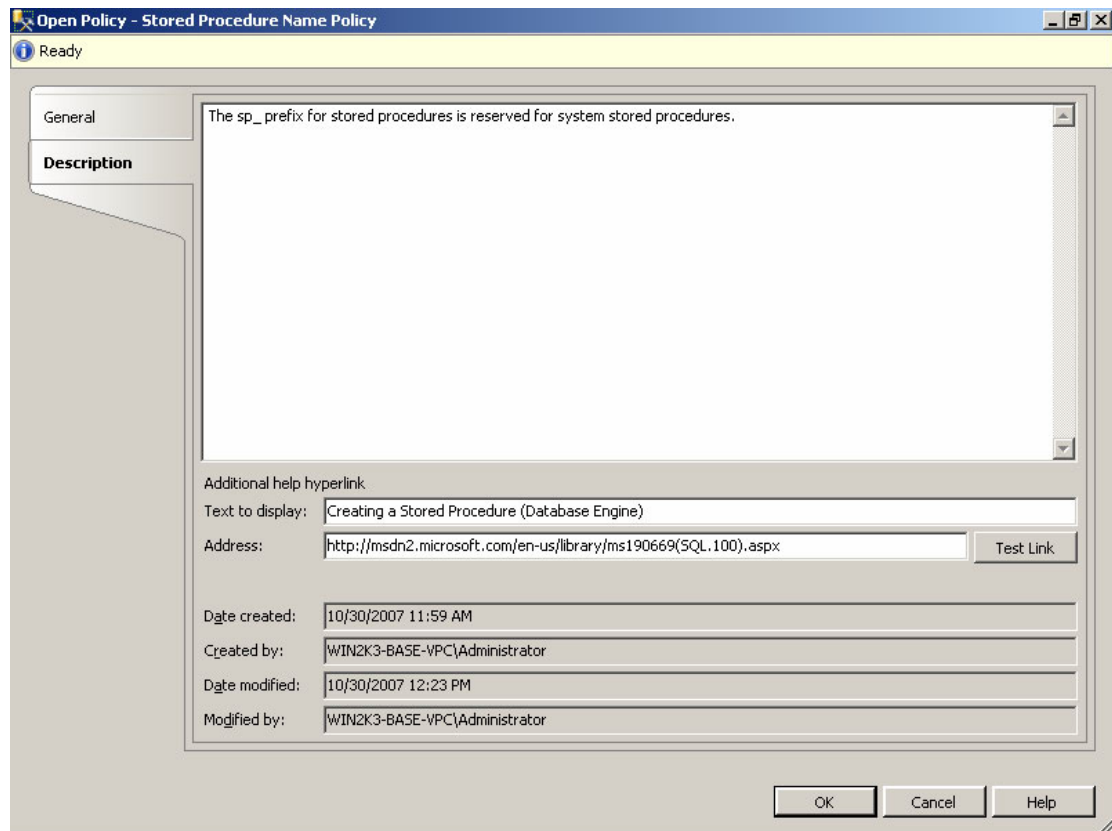 Open Policy - Stored Procedure Name Policy
Ready
General
Description
The sp_ prefix for stored procedures is reserved for system stored procedures.
Additional help hyperlink
Text to display: Creating a Stored Procedure (Database Engine)
Address: http://msdn2.microsoft.com/en-us/library/ms190669(SQL.100).aspx Test Link
Date created: 10/30/2007 11:59 AM
Created by: WIN2K3-BASE-VPC\Administrator
Date modified: 10/30/2007 12:23 PM
Modified by: WIN2K3-BASE-VPC\Administrator
OK Cancel Help